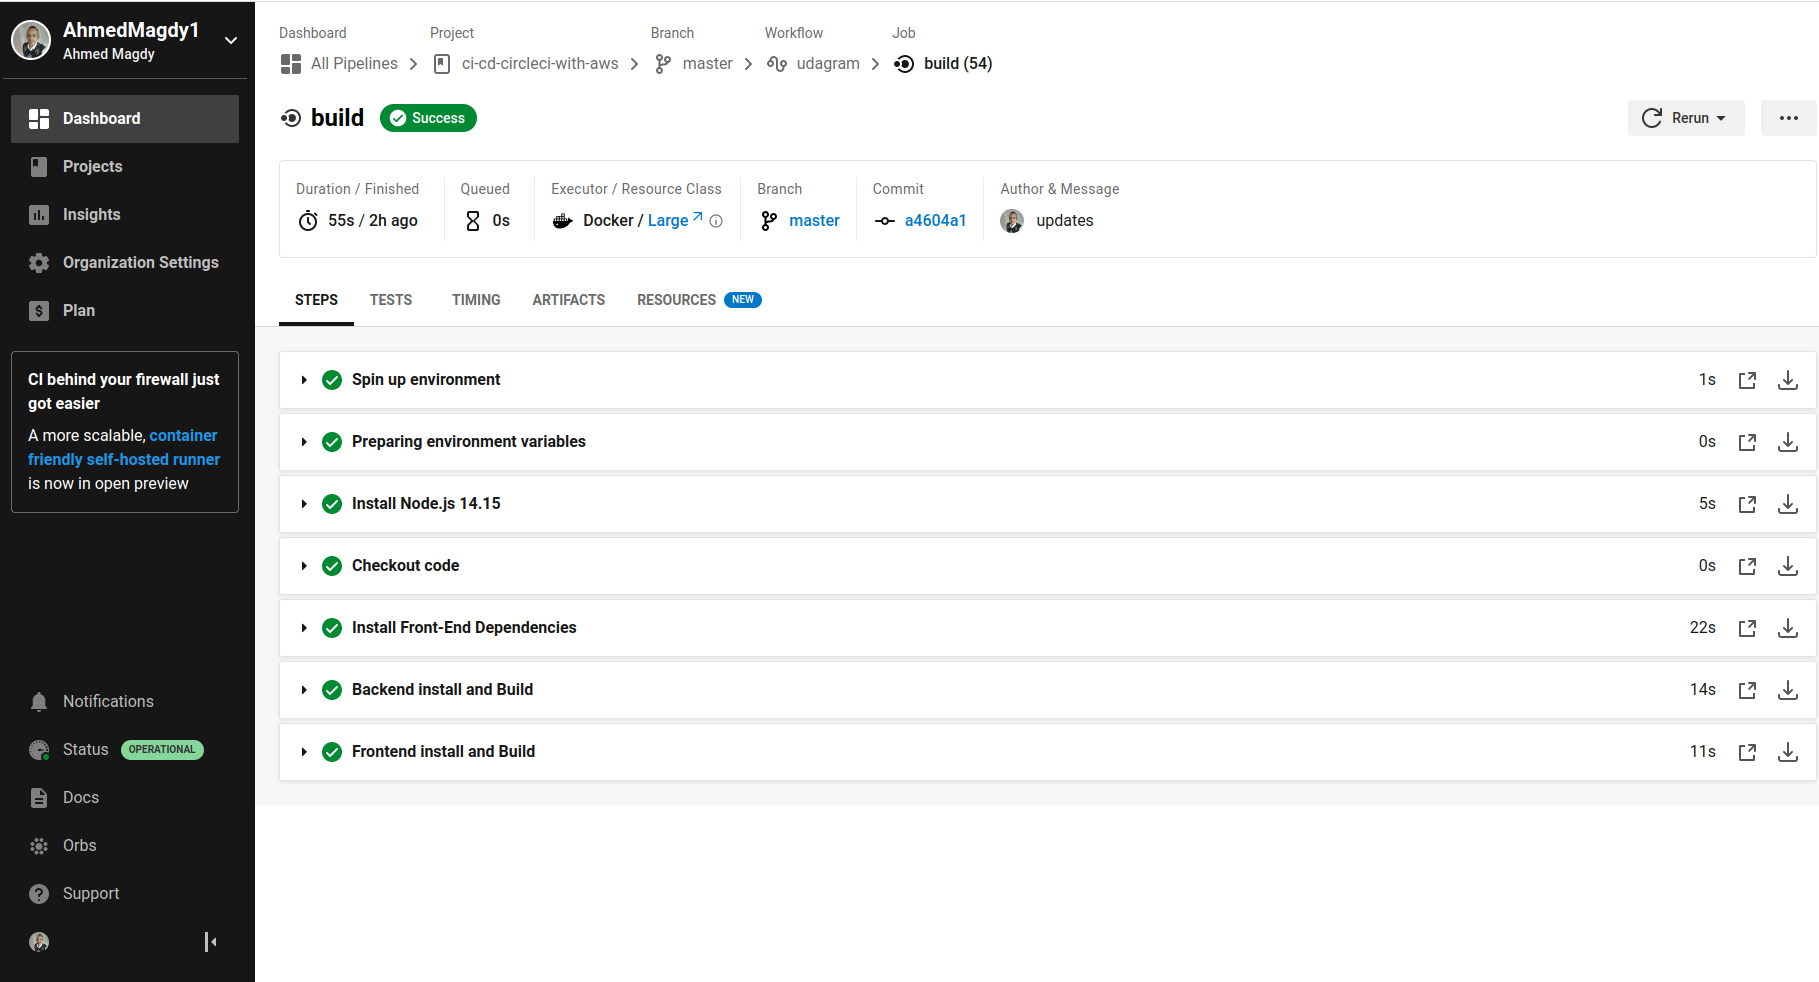 AhmedMagdy1
Ahmed Magdy
Dashboard
Projects
Insights
Organization Settings
Plan
CI behind your firewall just
got easier
A more scalable, container
friendly self-hosted runner
is now in open preview
Notifications
Status OPERATIONAL
Docs
Orbs
Support
Dashboard Project Branch Workflow Job
All Pipelines ci-cd-circleci-with-aws master udagram build (54)
build Success Rerun
Duration / Finished Queued Executor / Resource Class Branch Commit Author & Message
55s / 2h ago 0s Docker / Large master a4604a1 updates
STEPS TESTS TIMING ARTIFACTS RESOURCES NEW
Spin up environment 1s
Preparing environment variables 0s
Install Node.js 14.15 5s
Checkout code 0s
Install Front-End Dependencies 22s
Backend install and Build 14s
Frontend install and Build 11s